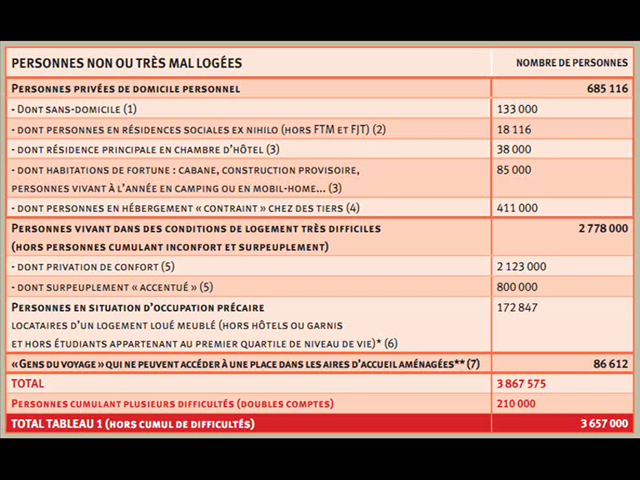 PERSONNES NON OU TRÈS MAL LOGÉES NOMBRE DE PERSONNES
PERSONNES PRIVÉES DE DOMICILE PERSONNEL 685 116
- DONT SANS-DOMICILE (1) 133 000
- DONT PERSONNES EN RÉSIDENCES SOCIALES EX NIHILO (HORS FTM ET FJT) (2) 18 116
- DONT RÉSIDENCE PRINCIPALE EN CHAMBRE D'HÔTEL (3) 38 000
- DONT HABITATIONS DE FORTUNE : CABANE, CONSTRUCTION PROVISOIRE, 85 000
PERSONNES VIVANT À L'ANNÉE EN CAMPING OU EN MOBIL-HOME... (3)
- DONT PERSONNES EN HÉBERGEMENT « CONTRAINT » CHEZ DES TIERS (4) 411 000
PERSONNES VIVANT DANS DES CONDITIONS DE LOGEMENT TRÈS DIFFICILES 2 778 000
(HORS PERSONNES CUMULANT INCONFORT ET SURPEUPLEMENT)
- DONT PRIVATION DE CONFORT (5) 2 123 000
- DONT SURPEUPLEMENT « ACCENTUÉ » (5) 800 000
PERSONNES EN SITUATION D'OCCUPATION PRÉCAIRE 172 847
LOCATAIRES D'UN LOGEMENT LOUÉ MEUBLÉ (HORS HÔTELS OU GARNIS
ET HORS ÉTUDIANTS APPARTENANT AU PREMIER QUARTILE DE NIVEAU DE VIE)* (6)
« GENS DU VOYAGE » QUI NE PEUVENT ACCÉDER À UNE PLACE DANS LES AIRES D'ACCUEIL AMÉNAGÉES** (7) 86 612
TOTAL 3 867 575
PERSONNES CUMULANT PLUSIEURS DIFFICULTÉS (DOUBLES COMPTES) 210 000
TOTAL TABLEAU 1 (HORS CUMUL DE DIFFICULTÉS) 3 657 000